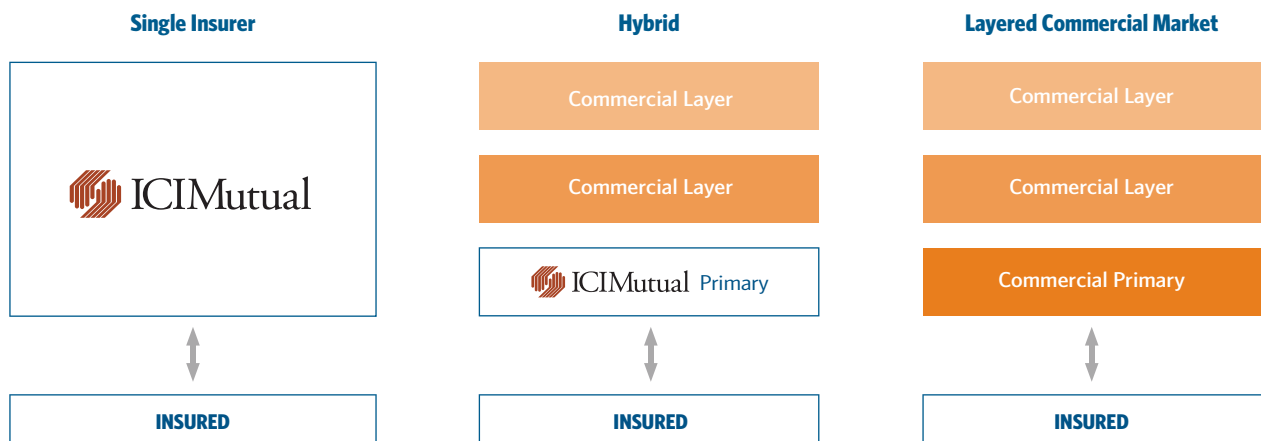 Single Insurer
ICIMutual
INSURED
Hybrid
Commercial Layer
Commercial Layer
ICIMutual Primary
INSURED
Layered Commercial Market
Commercial Layer
Commercial Layer
Commercial Primary
INSURED